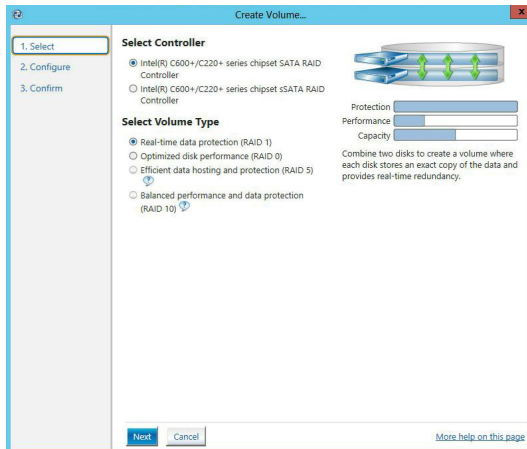 Create Volume...
x
1. Select
2. Configure
3. Confirm
Select Controller
Intel(R) C600+/C220+ series chipset SATA RAID
Controller
Intel(R) C600+/C220+ series chipset sSATA RAID
Controller
Select Volume Type
Real-time data protection (RAID 1)
Optimized disk performance (RAID 0)
Efficient data hosting and protection (RAID 5)
?
Balanced performance and data protection
(RAID 10) ?
Protection
Performance
Capacity
Combine two disks to create a volume where
each disk stores an exact copy of the data and
provides real-time redundancy.
Next
Cancel
More help on this page